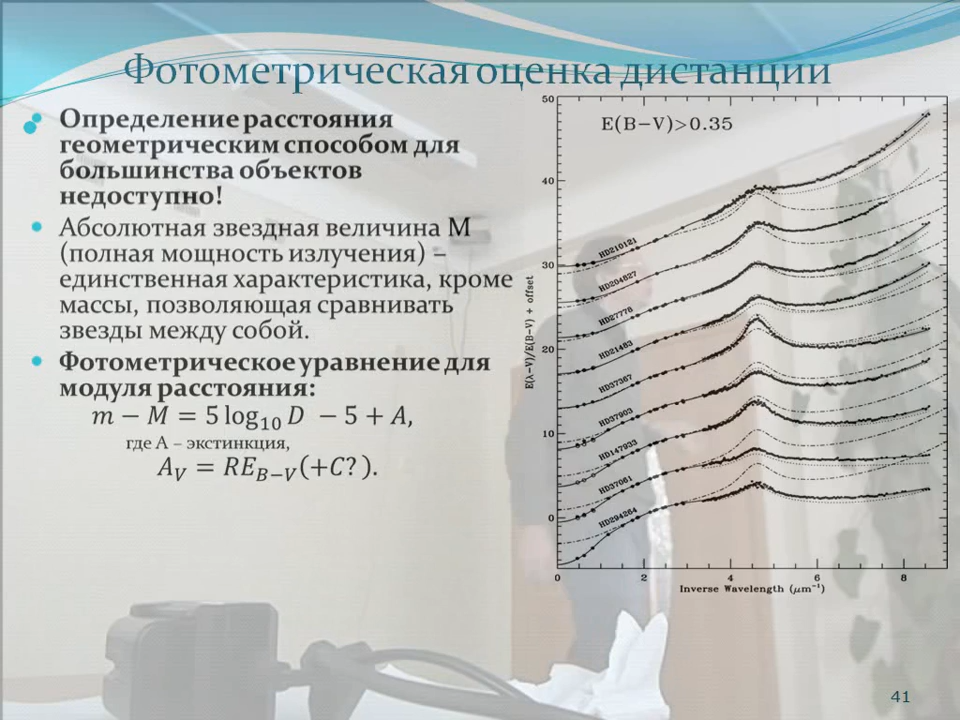 Фотометрическая оценка дистанции
Определение расстояния
геометрическим способом для
большинства объектов
недоступно!
Абсолютная звездная величина М
(полная мощность излучения) –
единственная характеристика, кроме
массы, позволяющая сравнивать
звезды между собой.
Фотометрическое уравнение для
модуля расстояния:
m − M = 5 log₁₀ D − 5 + A,
где А – экстинкция,
A_V = RE_{B−V}(+C? ).
E(B−V)>0.35
50
40
30
20
10
0
E(λ−V)/E(B−V) + offset
HD210121
HD204827
HD27778
HD21483
HD37367
HD37903
HD147933
HD37061
HD294264
0 2 4 6 8
Inverse Wavelength (μm⁻¹)
41